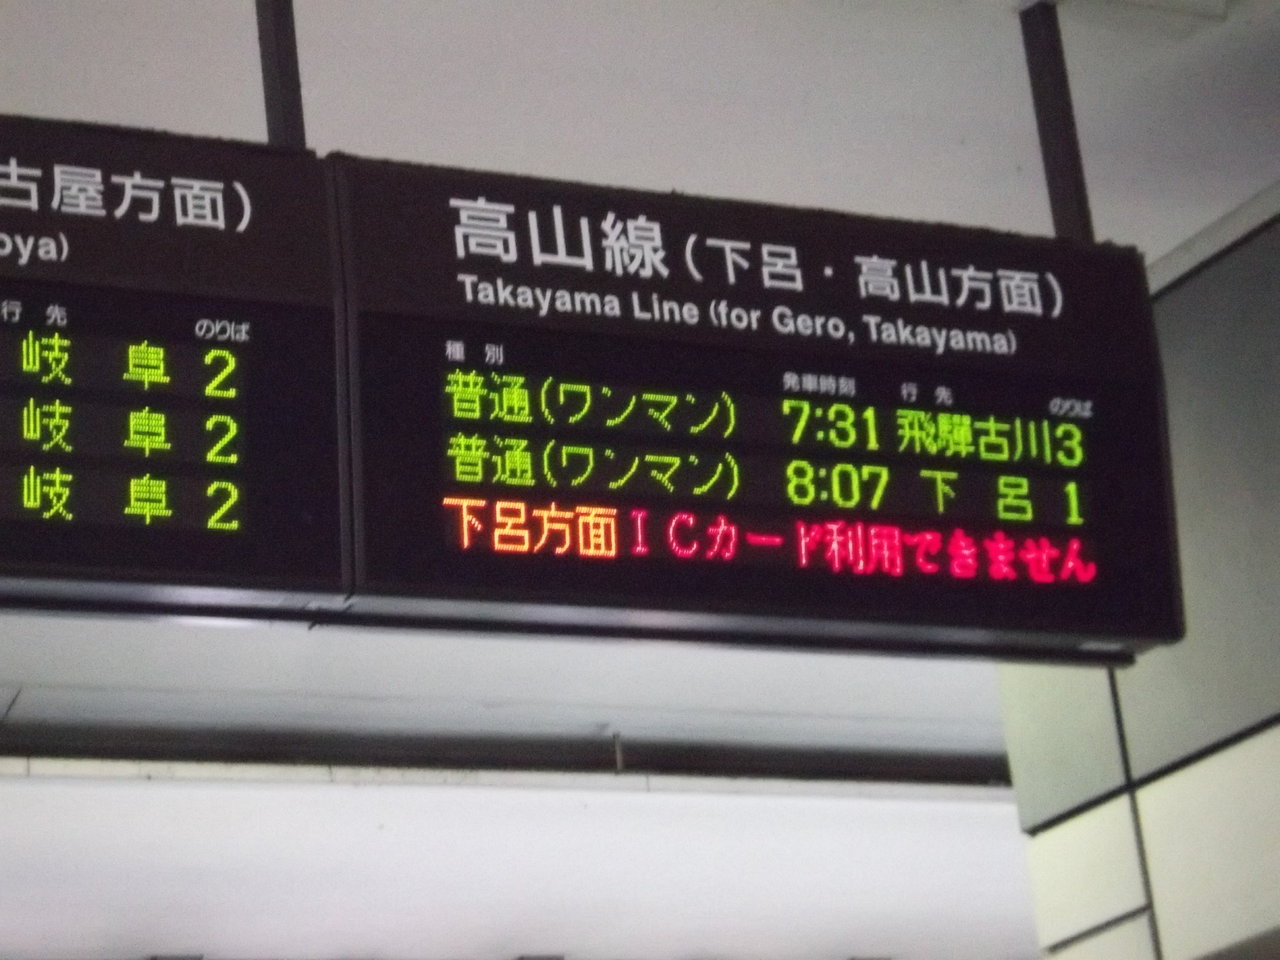 古屋方面)
oya)
行先 のりば
岐阜 2
岐阜 2
岐阜 2
高山線(下呂・高山方面)
Takayama Line (for Gero, Takayama)
種別 発車時刻 行先 のりば
普通(ワンマン) 7:31 飛騨古川 3
普通(ワンマン) 8:07 下呂 1
下呂方面ICカード利用できません